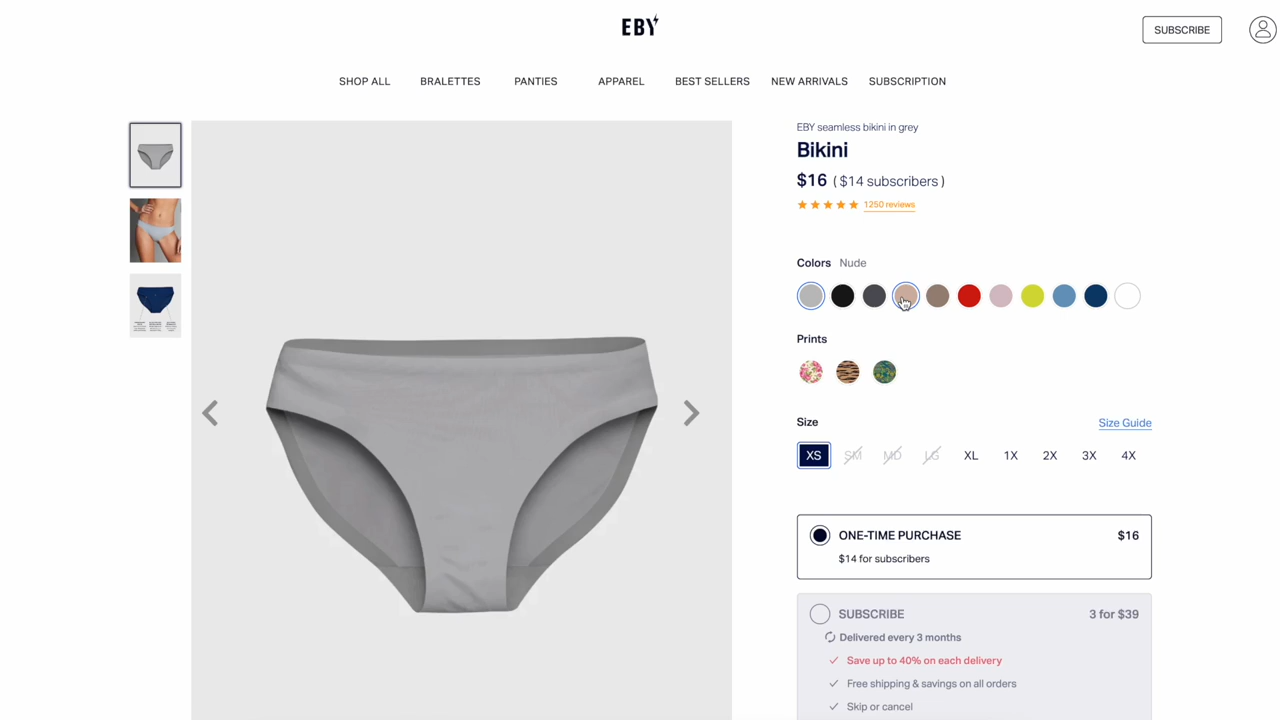 EBY
SUBSCRIBE
SHOP ALL BRALETTES PANTIES APPAREL BEST SELLERS NEW ARRIVALS SUBSCRIPTION
EBY seamless bikini in grey
Bikini
$16 ( $14 subscribers )
1250 reviews
Colors Nude
Prints
Size Size Guide
XS SM MD LG XL 1X 2X 3X 4X
ONE-TIME PURCHASE $16
$14 for subscribers
SUBSCRIBE 3 for $39
Delivered every 3 months
Save up to 40% on each delivery
Free shipping & savings on all orders
Skip or cancel